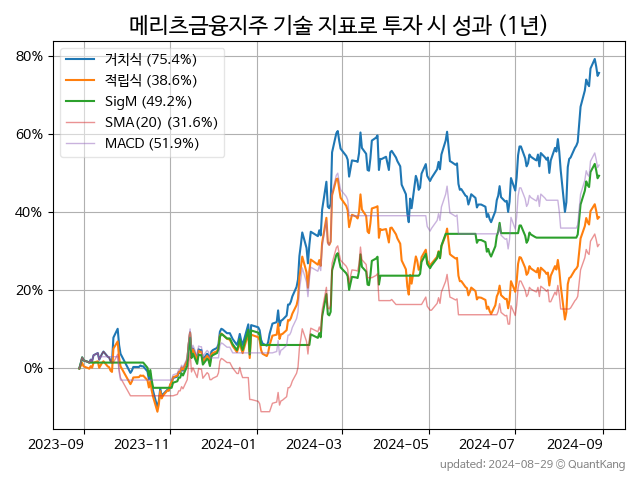 메리츠금융지주 기술 지표로 투자 시 성과 (1년)
거치식 (75.4%)
적립식 (38.6%)
SigM (49.2%)
SMA(20) (31.6%)
MACD (51.9%)
80%
60%
40%
20%
0%
2023-09 2023-11 2024-01 2024-03 2024-05 2024-07 2024-09
updated: 2024-08-29 © QuantKang